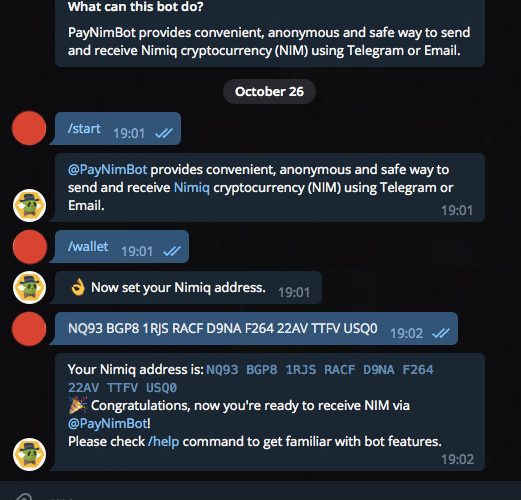 What can this bot do?
PayNimBot provides convenient, anonymous and safe way to send
and receive Nimiq cryptocurrency (NIM) using Telegram or Email.
October 26
/start 19:01
@PayNimBot provides convenient, anonymous and safe way to
send and receive Nimiq cryptocurrency (NIM) using Telegram or
Email.
19:01
/wallet 19:01
👌 Now set your Nimiq address. 19:01
NQ93 BGP8 1RJS RACF D9NA F264 22AV TTFV USQ0 19:02
Your Nimiq address is: NQ93 BGP8 1RJS RACF D9NA F264
22AV TTFV USQ0
🎉 Congratulations, now you're ready to receive NIM via
@PayNimBot!
Please check /help command to get familiar with bot features.
19:02